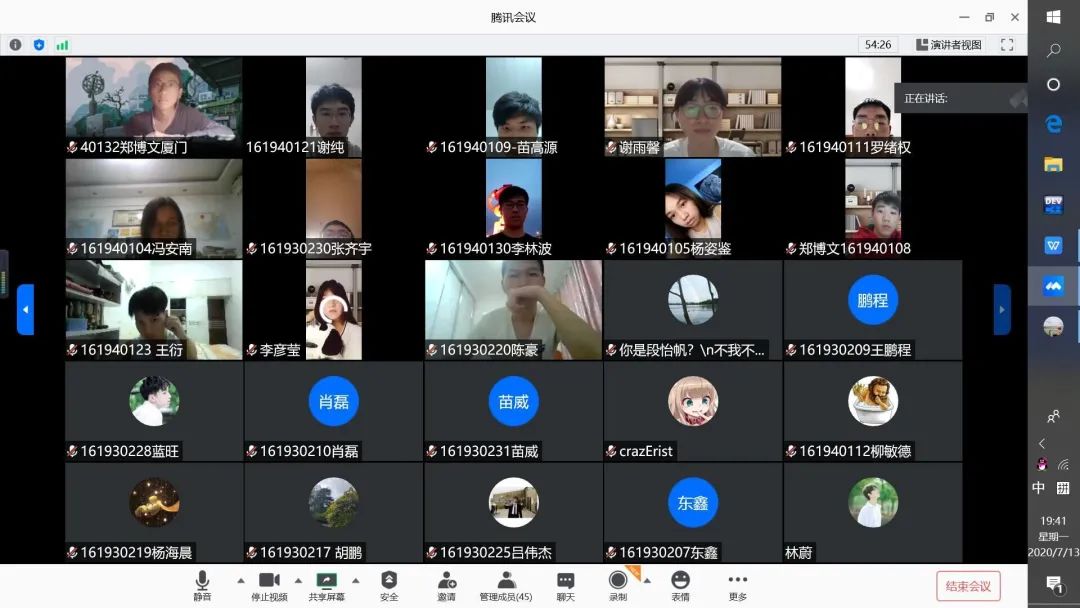 腾讯会议
54:26
演讲者视图
正在讲话:
40132郑博文厦门
161940121谢纯
161940109-苗高源
谢雨馨
161940111罗绪权
161940104冯安南
161930230张齐宇
161940130李林波
161940105杨姿鉴
郑博文161940108
161940123 王衍
李彦莹
161930220陈豪
你是段怡帆？\n不我不...
鹏程
161930209王鹏程
161930228蓝旺
肖磊
161930210肖磊
苗威
161930231苗威
crazErist
161940112柳敏德
161930219杨海晨
161930217 胡鹏
161930225吕伟杰
东鑫
161930207东鑫
林蔚
DEV
中
拼
19:41
星期一
2020/7/13
1
静音
停止视频
共享屏幕
安全
邀请
管理成员(45)
聊天
录制
表情
更多
结束会议